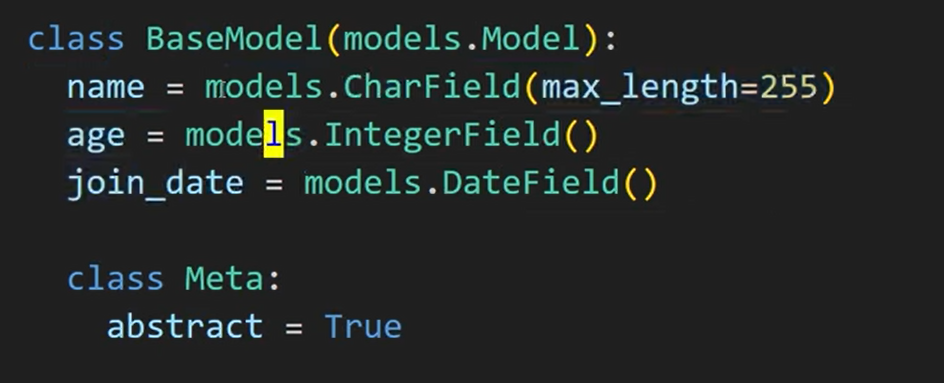 class BaseModel(models.Model):
name = models.CharField(max_length=255)
age = models.IntegerField()
join_date = models.DateField()
class Meta:
abstract = True